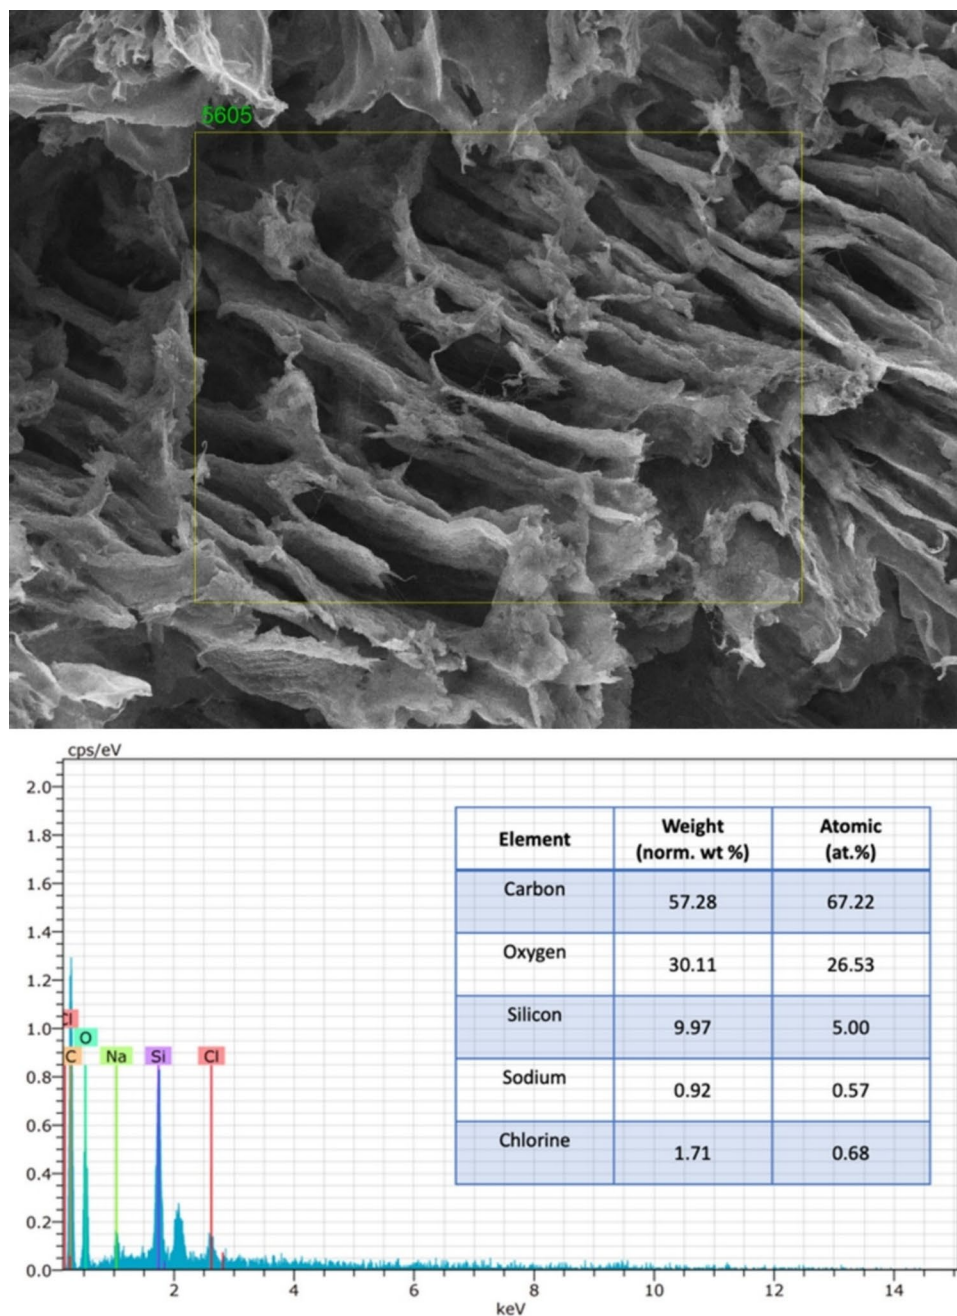 5605
cps/eV
2.0
1.8
1.6
1.4
1.2
1.0
0.8
0.6
0.4
0.2
0.0
Cl
O
C
Na
Si
Cl
2
4
6
8
10
12
14
keV
Element Weight (norm. wt %) Atomic (at.%)
Carbon 57.28 67.22
Oxygen 30.11 26.53
Silicon 9.97 5.00
Sodium 0.92 0.57
Chlorine 1.71 0.68